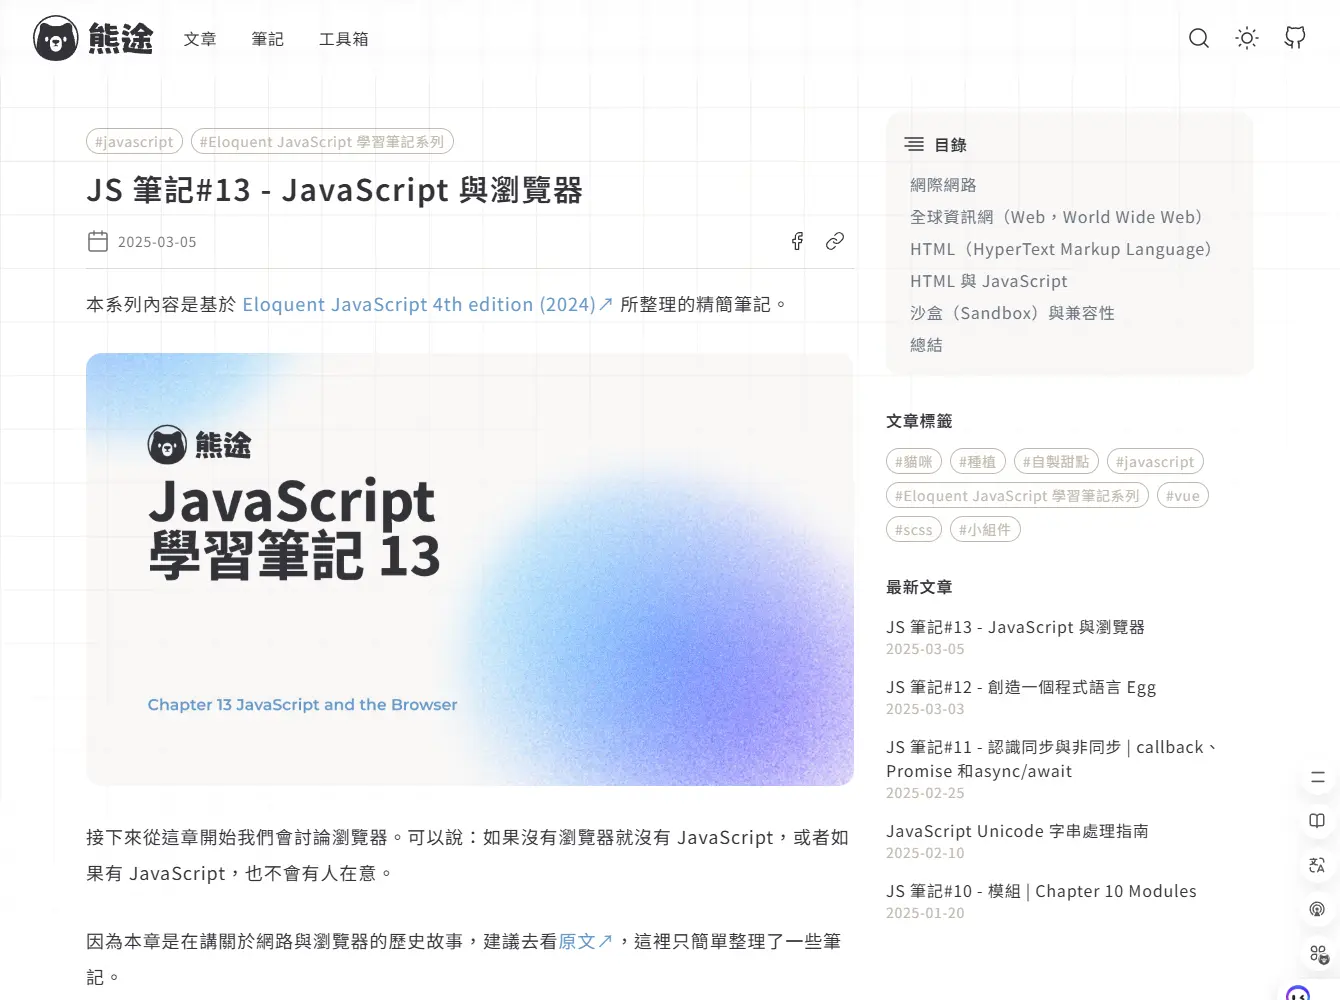 熊途
文章
筆記
工具箱
#javascript
#Eloquent JavaScript 學習筆記系列
JS 筆記#13 - JavaScript 與瀏覽器
2025-03-05
本系列內容是基於 Eloquent JavaScript 4th edition (2024)↗ 所整理的精簡筆記。
熊途
JavaScript
學習筆記 13
Chapter 13 JavaScript and the Browser
接下來從這章開始我們會討論瀏覽器。可以說：如果沒有瀏覽器就沒有 JavaScript，或者如
果有 JavaScript，也不會有人在意。
因為本章是在講關於網路與瀏覽器的歷史故事，建議去看原文↗，這裡只簡單整理了一些筆
記。
目錄
網際網路
全球資訊網（Web，World Wide Web）
HTML（HyperText Markup Language）
HTML 與 JavaScript
沙盒（Sandbox）與兼容性
總結
文章標籤
#貓咪
#種植
#自製甜點
#javascript
#Eloquent JavaScript 學習筆記系列
#vue
#scss
#小組件
最新文章
JS 筆記#13 - JavaScript 與瀏覽器
2025-03-05
JS 筆記#12 - 創造一個程式語言 Egg
2025-03-03
JS 筆記#11 - 認識同步與非同步 | callback、
Promise 和async/await
2025-02-25
JavaScript Unicode 字串處理指南
2025-02-10
JS 筆記#10 - 模組 | Chapter 10 Modules
2025-01-20